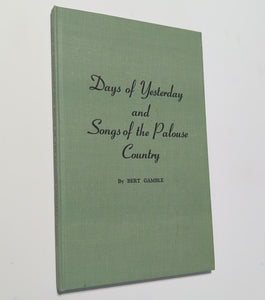 Days of Yesterday
and
Songs of the Palouse
Country
By BERT GAMBLE